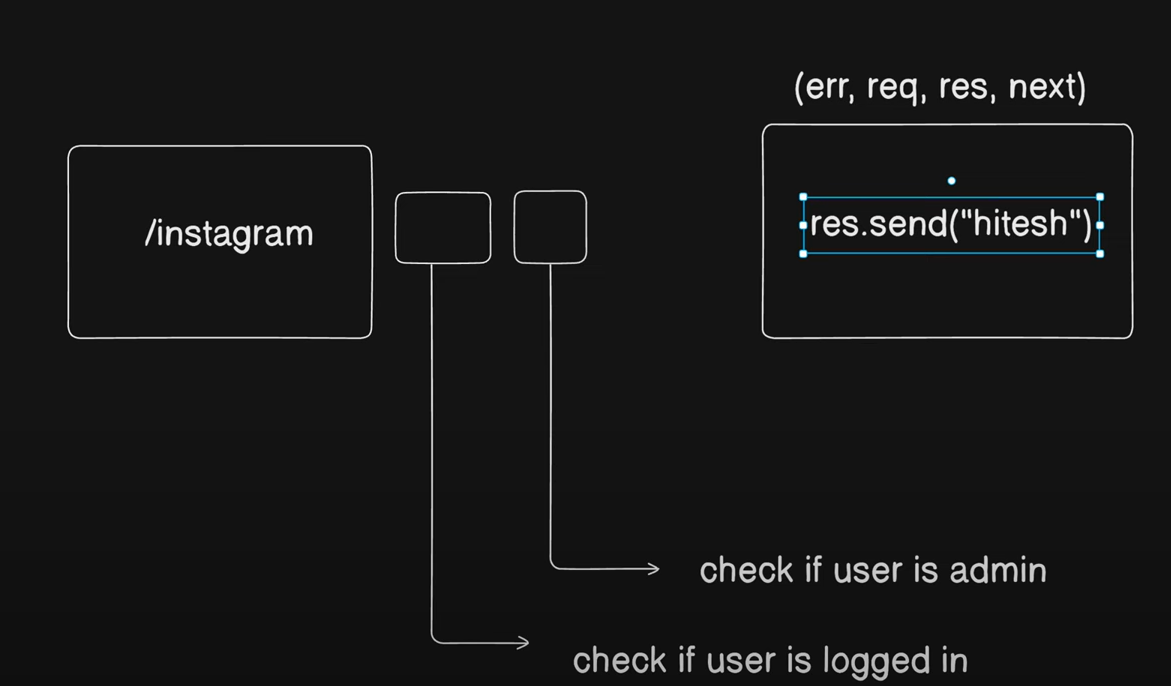 (err, req, res, next)
/instagram
res.send("hitesh")
check if user is admin
check if user is logged in